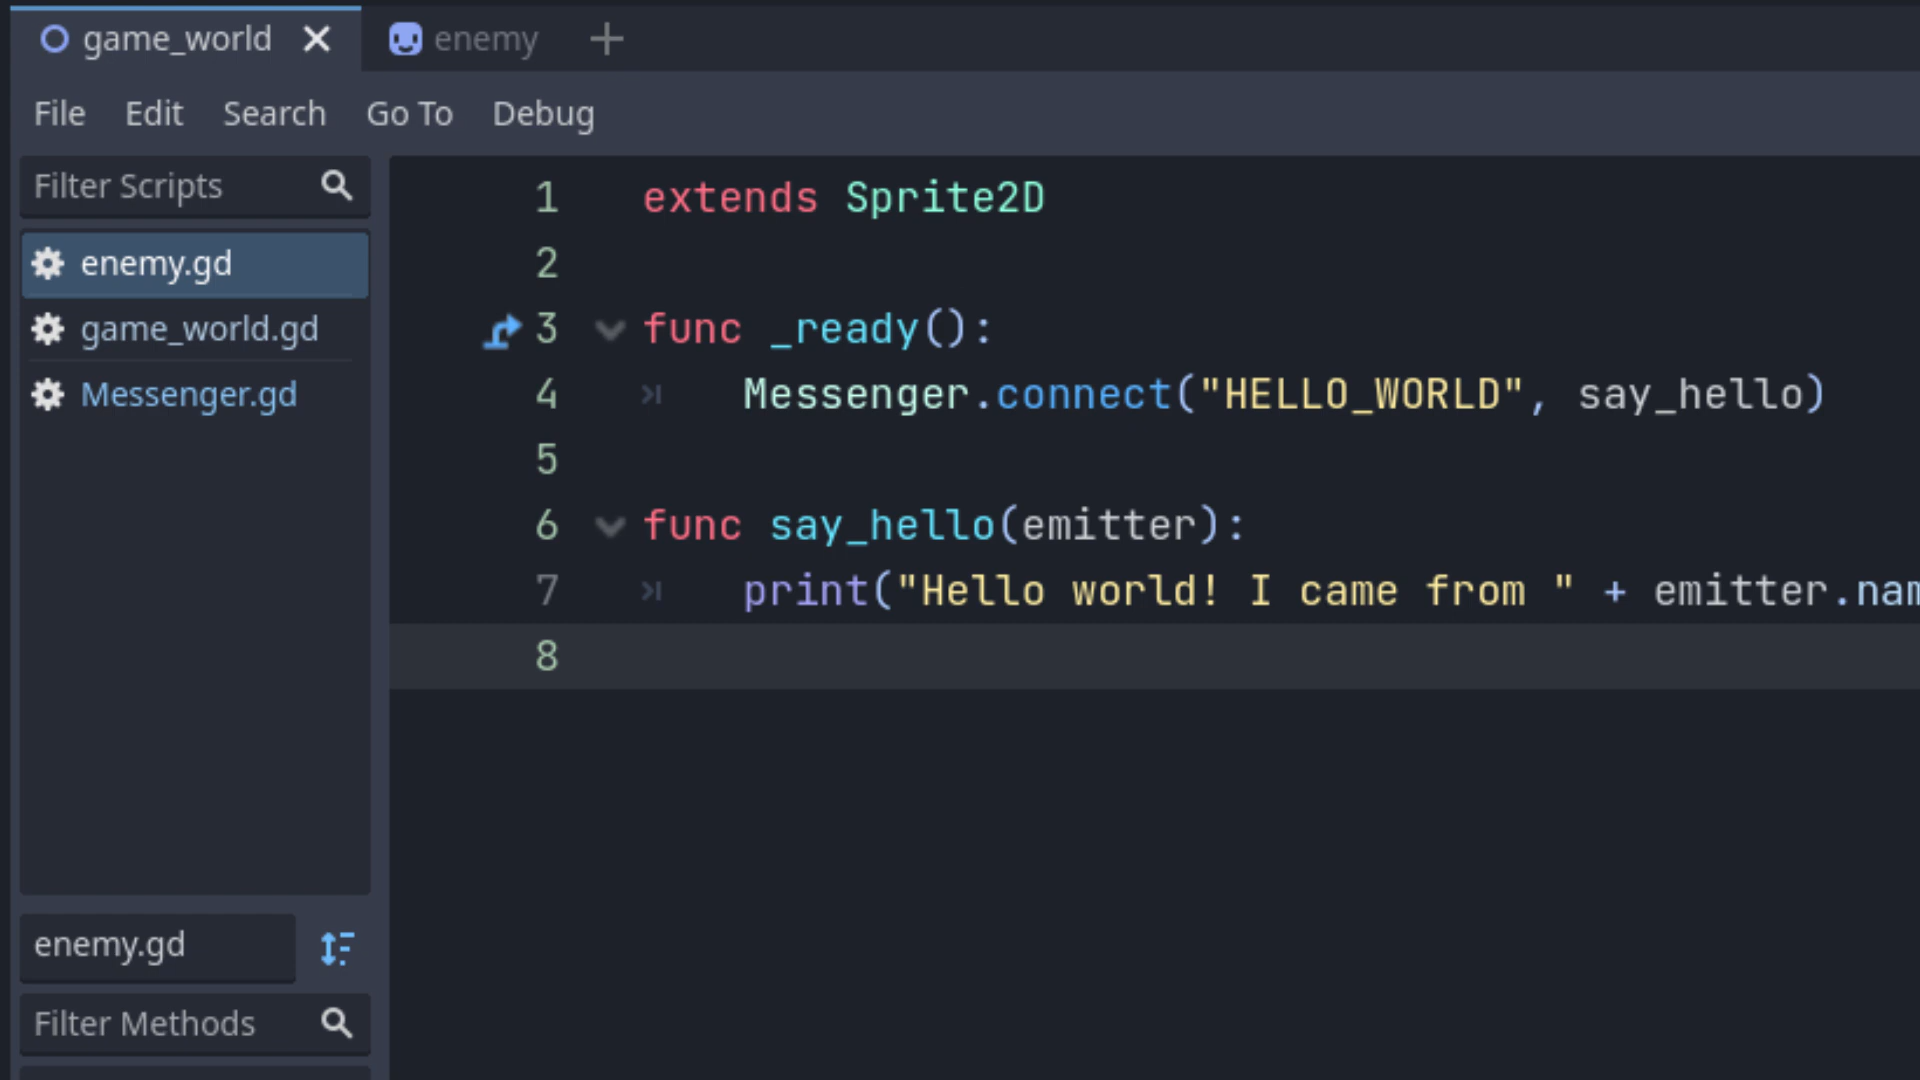 game_world
enemy
File Edit Search Go To Debug
Filter Scripts
enemy.gd
game_world.gd
Messenger.gd
enemy.gd
Filter Methods
1 extends Sprite2D
2
3 func _ready():
4 Messenger.connect("HELLO_WORLD", say_hello)
5
6 func say_hello(emitter):
7 print("Hello world! I came from " + emitter.nam
8